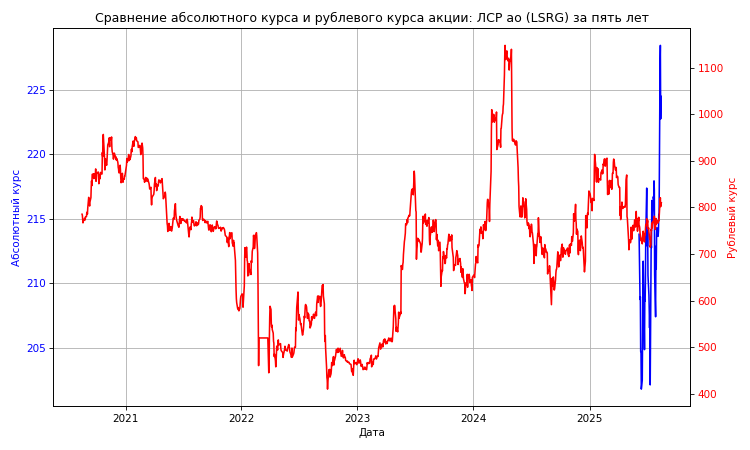 Сравнение абсолютного курса и рублевого курса акции: ЛСР ао (LSRG) за пять лет
Абсолютный курс
225
220
215
210
205
1100
1000
900
800
700
600
500
400
Рублевый курс
2021 2022 2023 2024 2025
Дата